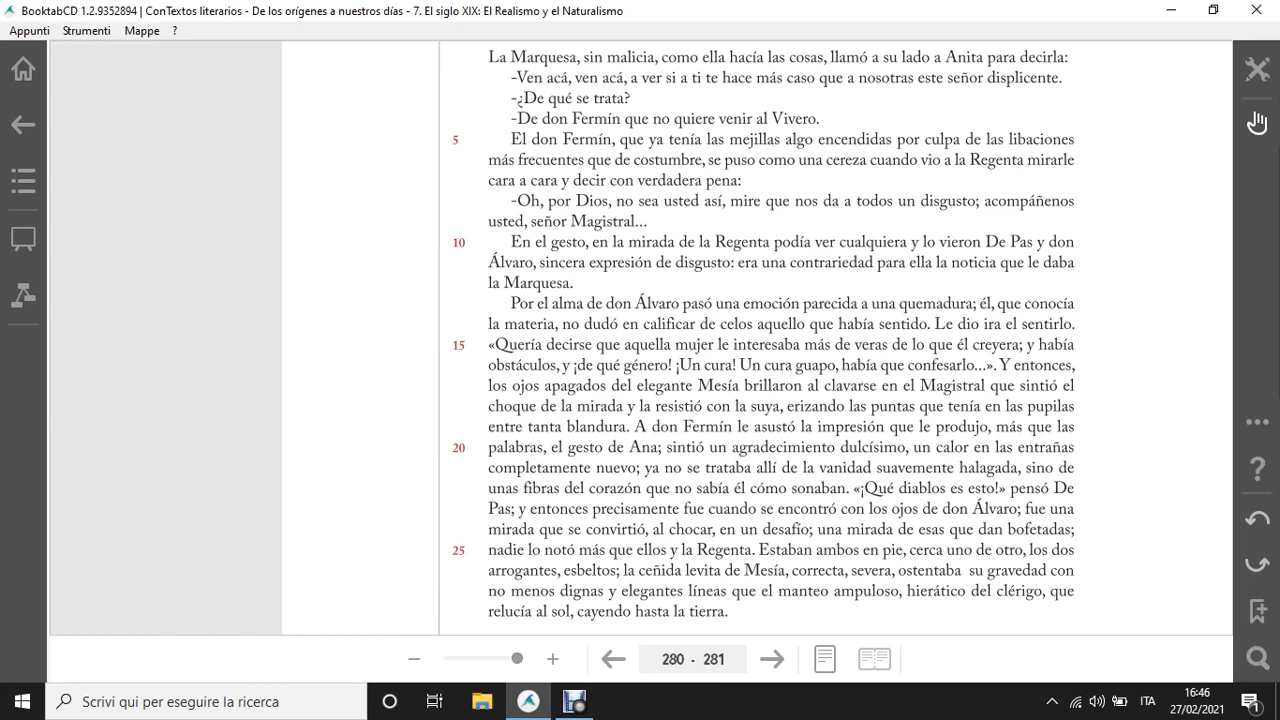 BooktabCD 1.2.9352894 | ConTextos literarios - De los orígenes a nuestros días - 7. El siglo XIX: El Realismo y el Naturalismo
Appunti Strumenti Mappe ?
La Marquesa, sin malicia, como ella hacía las cosas, llamó a su lado a Anita para decirla:
-Ven acá, ven acá, a ver si a ti te hace más caso que a nosotras este señor displicente.
-¿De qué se trata?
-De don Fermín que no quiere venir al Vivero.
5 El don Fermín, que ya tenía las mejillas algo encendidas por culpa de las libaciones
más frecuentes que de costumbre, se puso como una cereza cuando vio a la Regenta mirarle
cara a cara y decir con verdadera pena:
-Oh, por Dios, no sea usted así, mire que nos da a todos un disgusto; acompáñenos
usted, señor Magistral...
10 En el gesto, en la mirada de la Regenta podía ver cualquiera y lo vieron De Pas y don
Álvaro, sincera expresión de disgusto: era una contrariedad para ella la noticia que le daba
la Marquesa.
Por el alma de don Álvaro pasó una emoción parecida a una quemadura; él, que conocía
la materia, no dudó en calificar de celos aquello que había sentido. Le dio ira el sentirlo.
15 «Quería decirse que aquella mujer le interesaba más de veras de lo que él creyera; y había
obstáculos, y ¡de qué género! ¡Un cura! Un cura guapo, había que confesarlo...». Y entonces,
los ojos apagados del elegante Mesía brillaron al clavarse en el Magistral que sintió el
choque de la mirada y la resistió con la suya, erizando las puntas que tenía en las pupilas
entre tanta blandura. A don Fermín le asustó la impresión que le produjo, más que las
20 palabras, el gesto de Ana; sintió un agradecimiento dulcísimo, un calor en las entrañas
completamente nuevo; ya no se trataba allí de la vanidad suavemente halagada, sino de
unas fibras del corazón que no sabía él cómo sonaban. «¡Qué diablos es esto!» pensó De
Pas; y entonces precisamente fue cuando se encontró con los ojos de don Álvaro; fue una
mirada que se convirtió, al chocar, en un desafío; una mirada de esas que dan bofetadas;
25 nadie lo notó más que ellos y la Regenta. Estaban ambos en pie, cerca uno de otro, los dos
arrogantes, esbeltos; la ceñida levita de Mesía, correcta, severa, ostentaba su gravedad con
no menos dignas y elegantes líneas que el manteo ampuloso, hierático del clérigo, que
relucía al sol, cayendo hasta la tierra.
280 - 281
Scrivi qui per eseguire la ricerca
ITA
16:46
27/02/2021
1